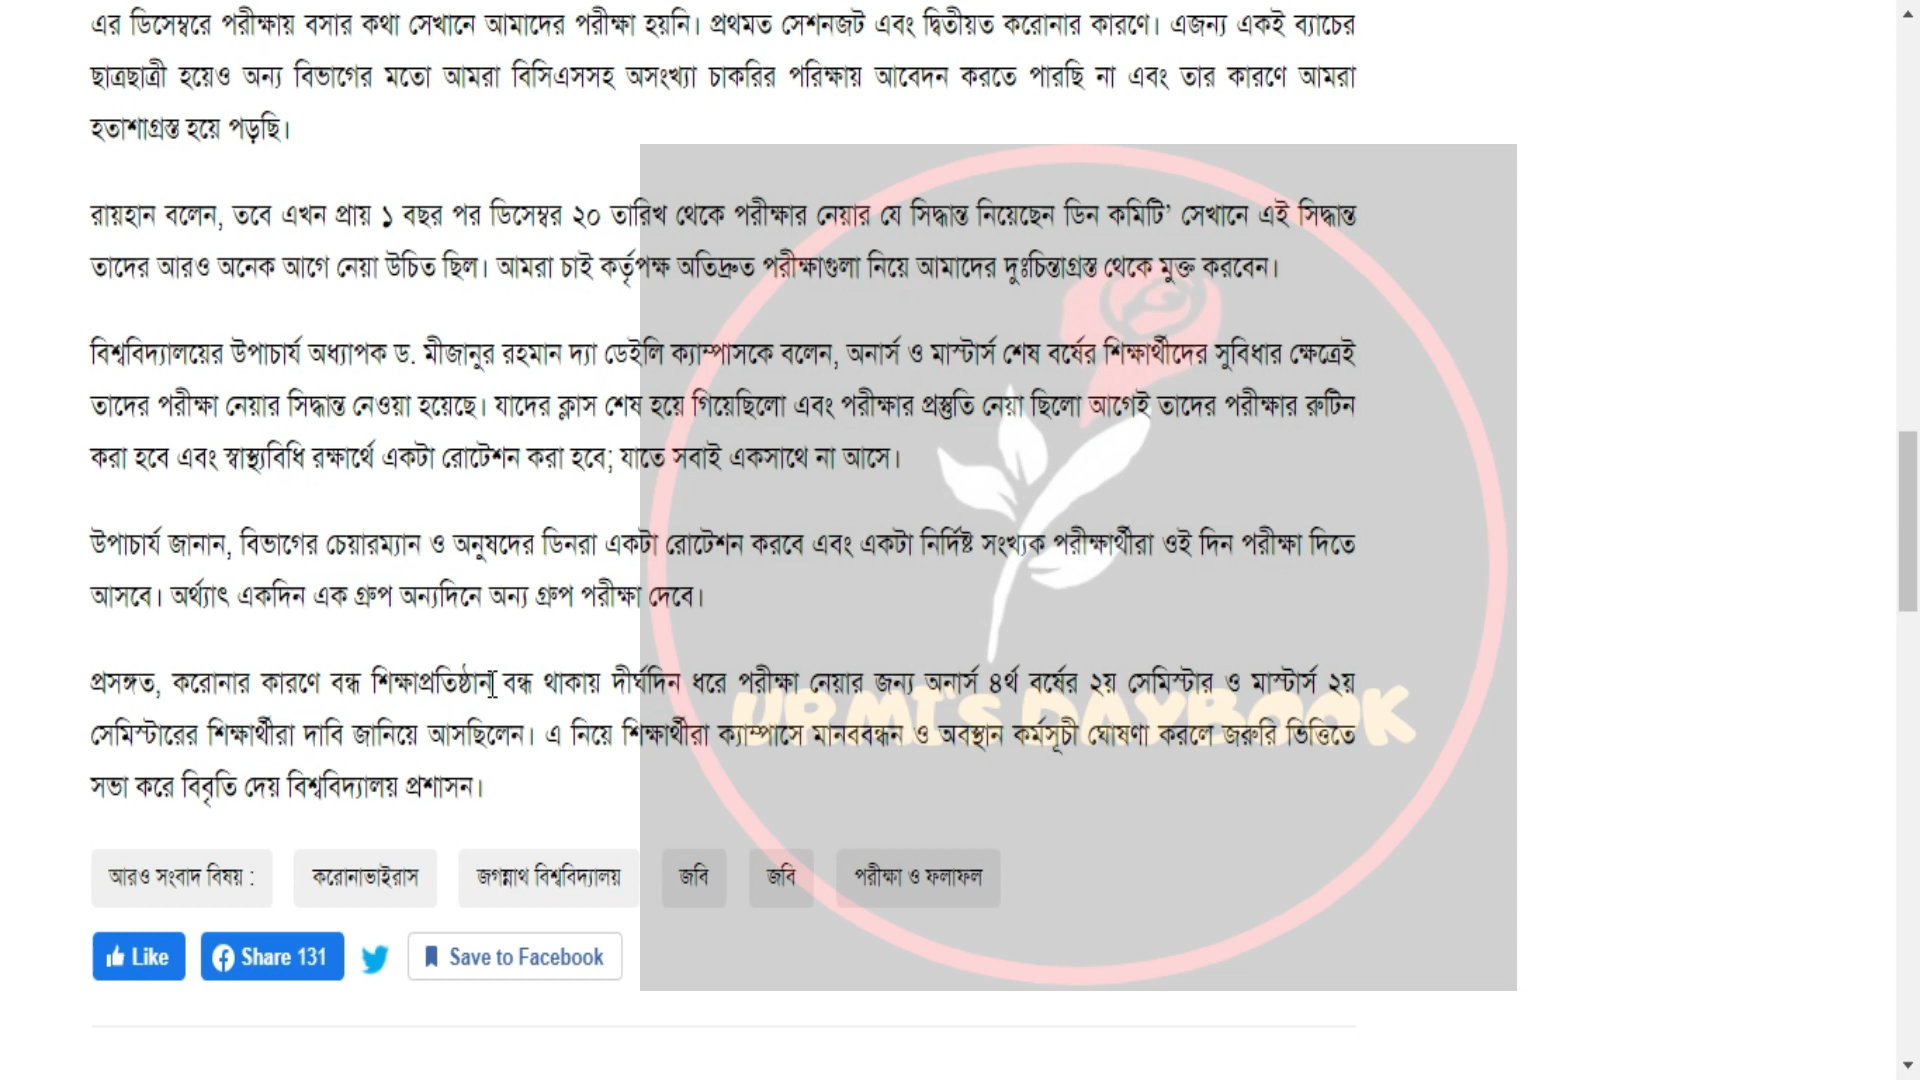 এর ডিসেম্বরে পরীক্ষায় বসার কথা সেখানে আমাদের পরীক্ষা হয়নি। প্রথমত সেশনজট এবং দ্বিতীয়ত করোনার কারণে। এজন্য একই ব্যাচের
ছাত্রছাত্রী হয়েও অন্য বিভাগের মতো আমরা বিসিএসসহ অসংখ্যা চাকরির পরিক্ষায় আবেদন করতে পারছি না এবং তার কারণে আমরা
হতাশাগ্রস্ত হয়ে পড়ছি।
রায়হান বলেন, তবে এখন প্রায় ১ বছর পর ডিসেম্বর ২০ তারিখ থেকে পরীক্ষার নেয়ার যে সিদ্ধান্ত নিয়েছেন ডিন কমিটি’ সেখানে এই সিদ্ধান্ত
তাদের আরও অনেক আগে নেয়া উচিত ছিল। আমরা চাই কর্তৃপক্ষ অতিদ্রুত পরীক্ষাগুলা নিয়ে আমাদের দুঃচিন্তাগ্রস্ত থেকে মুক্ত করবেন।
বিশ্ববিদ্যালয়ের উপাচার্য অধ্যাপক ড. মীজানুর রহমান দ্যা ডেইলি ক্যাম্পাসকে বলেন, অনার্স ও মাস্টার্স শেষ বর্ষের শিক্ষার্থীদের সুবিধার ক্ষেত্রেই
তাদের পরীক্ষা নেয়ার সিদ্ধান্ত নেওয়া হয়েছে। যাদের ক্লাস শেষ হয়ে গিয়েছিলো এবং পরীক্ষার প্রস্তুতি নেয়া ছিলো আগেই তাদের পরীক্ষার রুটিন
করা হবে এবং স্বাস্থ্যবিধি রক্ষার্থে একটা রোটেশন করা হবে; যাতে সবাই একসাথে না আসে।
উপাচার্য জানান, বিভাগের চেয়ারম্যান ও অনুষদের ডিনরা একটা রোটেশন করবে এবং একটা নির্দিষ্ট সংখ্যক পরীক্ষার্থীরা ওই দিন পরীক্ষা দিতে
আসবে। অর্থ্যাৎ একদিন এক গ্রুপ অন্যদিনে অন্য গ্রুপ পরীক্ষা দেবে।
প্রসঙ্গত, করোনার কারণে বন্ধ শিক্ষাপ্রতিষ্ঠান বন্ধ থাকায় দীর্ঘদিন ধরে পরীক্ষা নেয়ার জন্য অনার্স ৪র্থ বর্ষের ২য় সেমিস্টার ও মাস্টার্স ২য়
URMI'S DAYBOOK
সেমিস্টারের শিক্ষার্থীরা দাবি জানিয়ে আসছিলেন। এ নিয়ে শিক্ষার্থীরা ক্যাম্পাসে মানববন্ধন ও অবস্থান কর্মসূচী ঘোষণা করলে জরুরি ভিত্তিতে
সভা করে বিবৃতি দেয় বিশ্ববিদ্যালয় প্রশাসন।
আরও সংবাদ বিষয় : করোনাভাইরাস জগন্নাথ বিশ্ববিদ্যালয় জবি জবি পরীক্ষা ও ফলাফল
Like Share 131 Save to Facebook